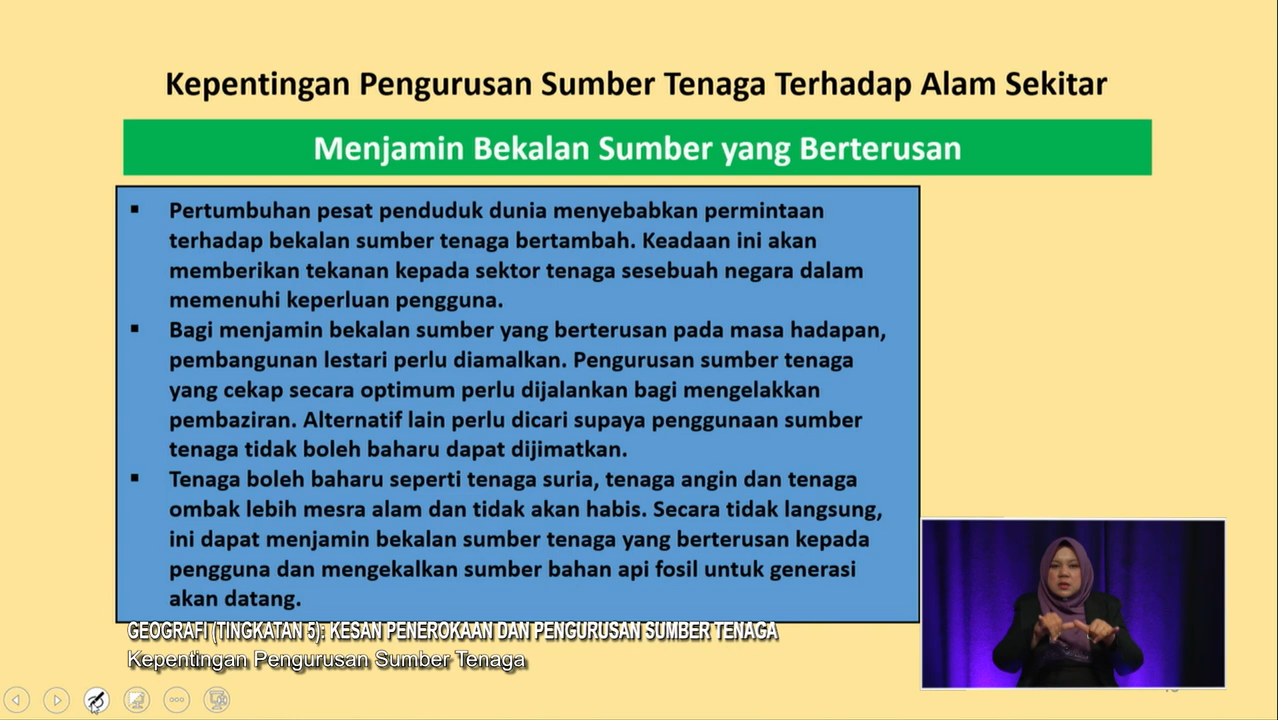 Kepentingan Pengurusan Sumber Tenaga Terhadap Alam Sekitar
Menjamin Bekalan Sumber yang Berterusan
▪ Pertumbuhan pesat penduduk dunia menyebabkan permintaan
terhadap bekalan sumber tenaga bertambah. Keadaan ini akan
memberikan tekanan kepada sektor tenaga sesebuah negara dalam
memenuhi keperluan pengguna.
▪ Bagi menjamin bekalan sumber yang berterusan pada masa hadapan,
pembangunan lestari perlu diamalkan. Pengurusan sumber tenaga
yang cekap secara optimum perlu dijalankan bagi mengelakkan
pembaziran. Alternatif lain perlu dicari supaya penggunaan sumber
tenaga tidak boleh baharu dapat dijimatkan.
▪ Tenaga boleh baharu seperti tenaga suria, tenaga angin dan tenaga
ombak lebih mesra alam dan tidak akan habis. Secara tidak langsung,
ini dapat menjamin bekalan sumber tenaga yang berterusan kepada
pengguna dan mengekalkan sumber bahan api fosil untuk generasi
akan datang.
GEOGRAFI (TINGKATAN 5): KESAN PENEROKAAN DAN PENGURUSAN SUMBER TENAGA
Kepentingan Pengurusan Sumber Tenaga